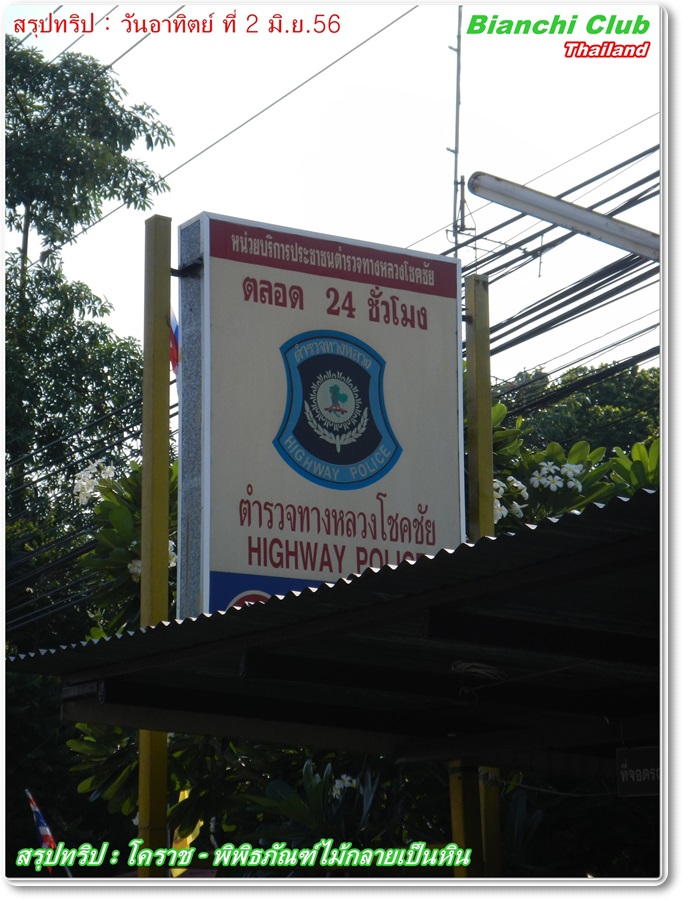 สรุปทริป : วันอาทิตย์ ที่ 2 มิ.ย.56
Bianchi Club
Thailand
หน่วยบริการประชาชนตำรวจทางหลวงโชคชัย
ตลอด 24 ชั่วโมง
ตำรวจทางหลวง
HIGHWAY POLICE
ตำรวจทางหลวงโชคชัย
HIGHWAY POLICE
ที่จอดรถ
สรุปทริป : โคราช - พิพิธภัณฑ์ไม้กลายเป็นหิน